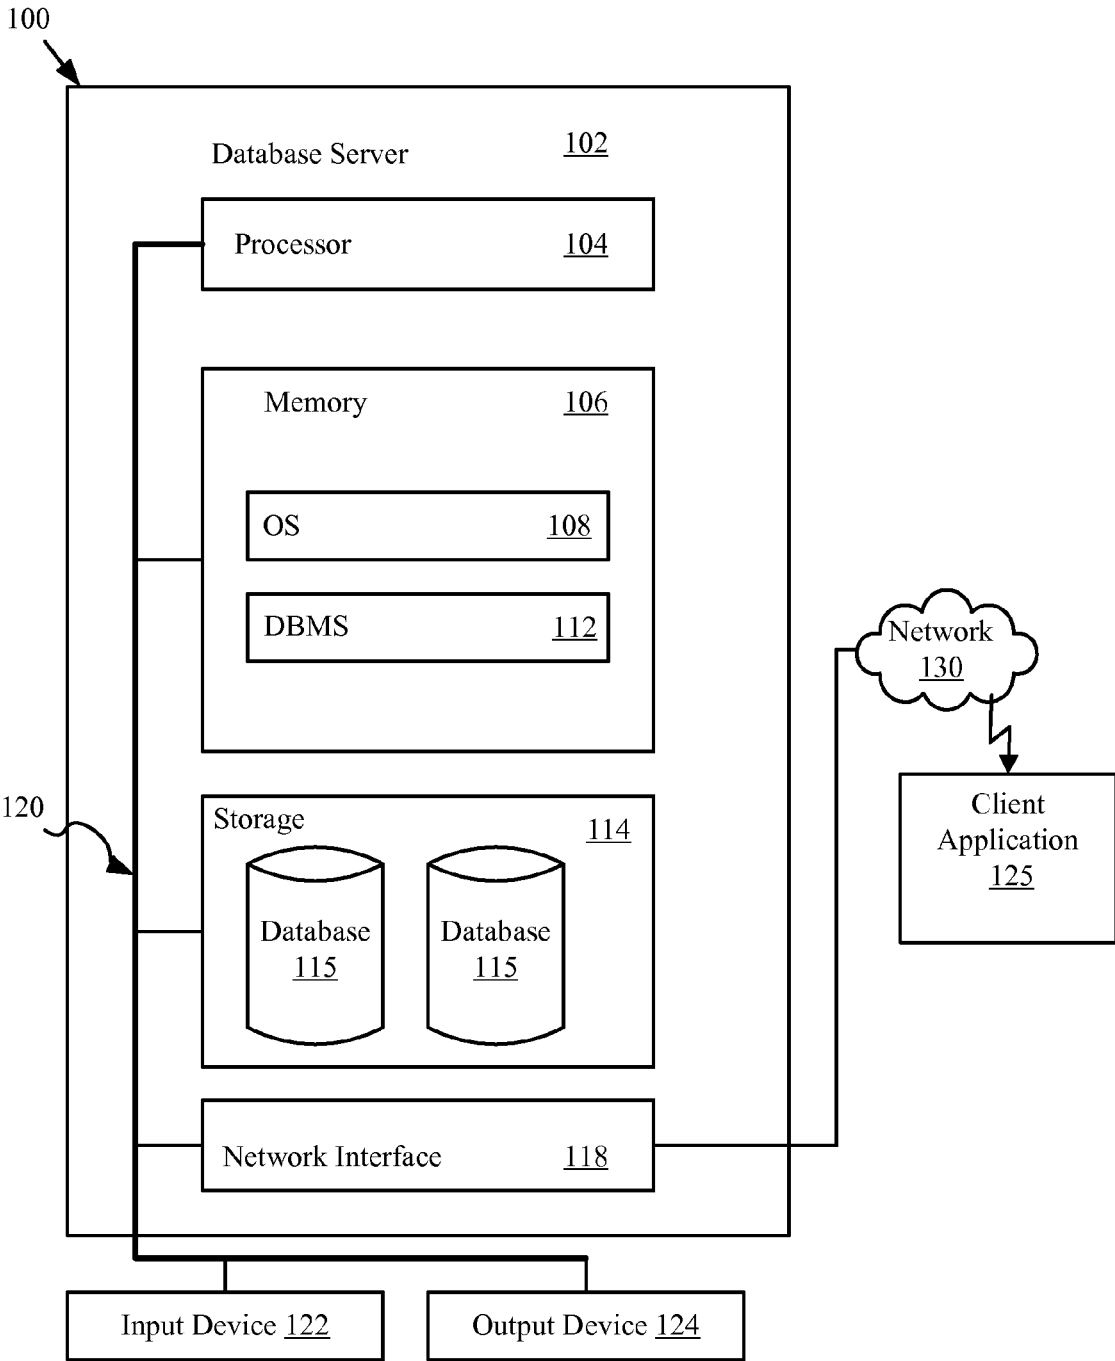 100
Database Server 102
Processor 104
Memory 106
OS 108
DBMS 112
Network
130
120
Storage 114
Database
115
Database
115
Client
Application
125
Network Interface 118
Input Device 122
Output Device 124